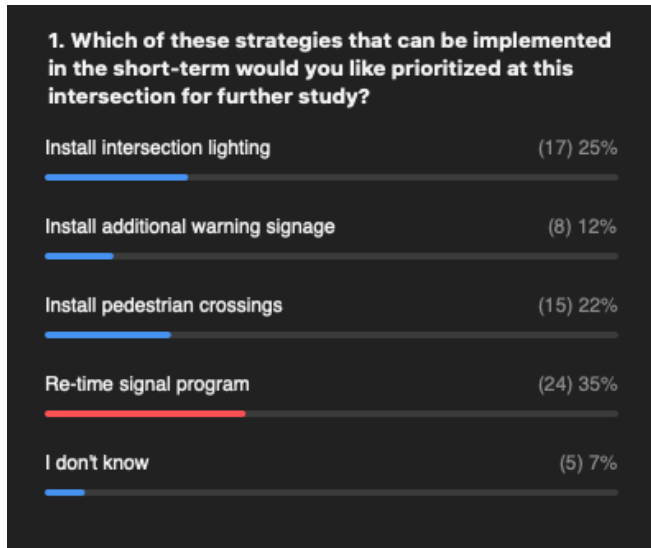 1. Which of these strategies that can be implemented
in the short-term would you like prioritized at this
intersection for further study?
Install intersection lighting (17) 25%
Install additional warning signage (8) 12%
Install pedestrian crossings (15) 22%
Re-time signal program (24) 35%
I don't know (5) 7%